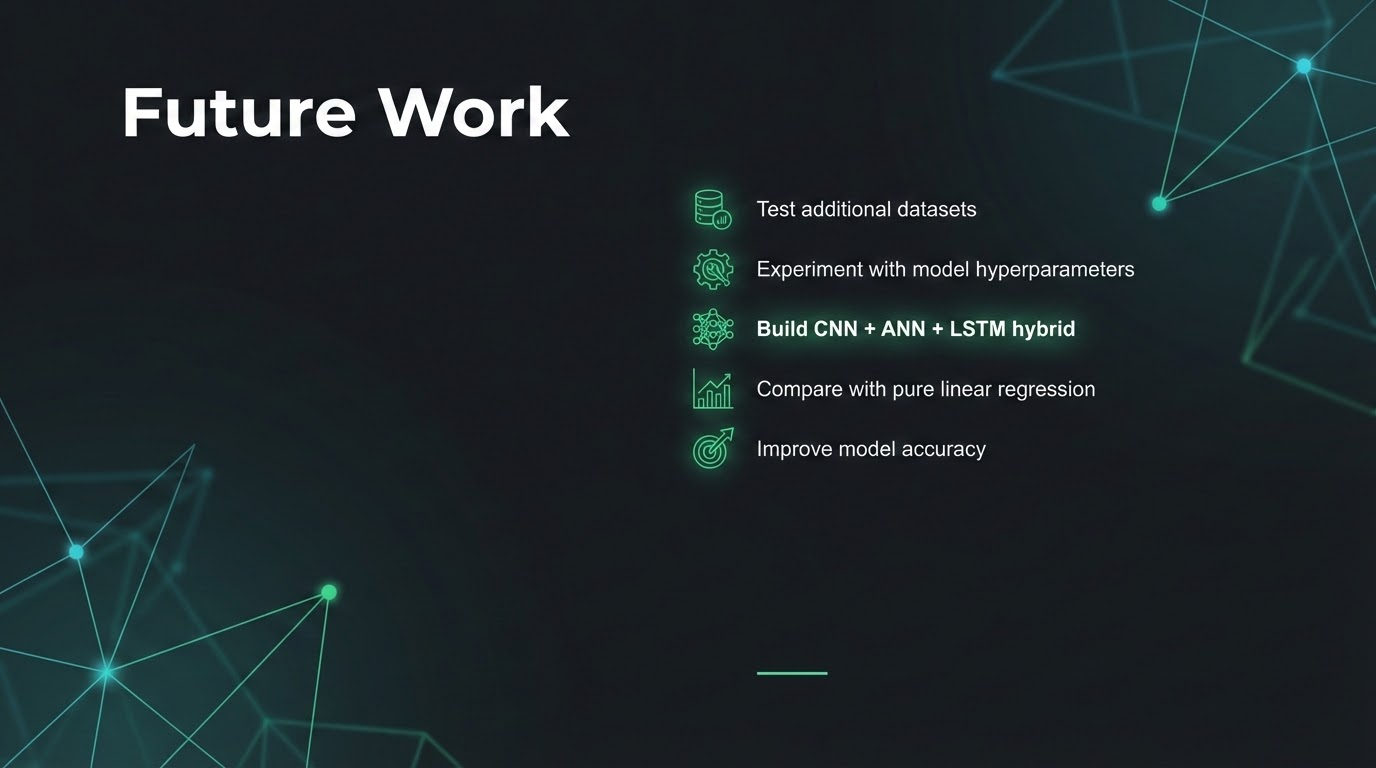 Future Work
Test additional datasets
Experiment with model hyperparameters
Build CNN + ANN + LSTM hybrid
Compare with pure linear regression
Improve model accuracy